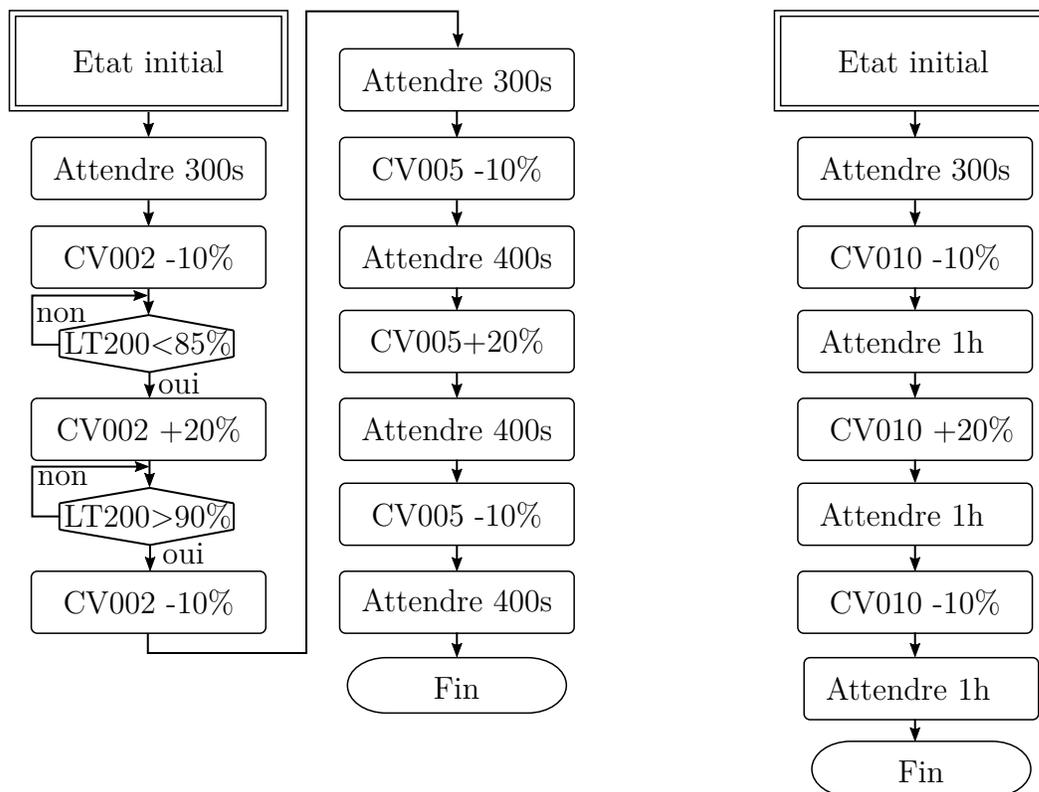 Etat initial
Attendre 300s
CV002 -10%
non
LT200<85%
oui
CV002 +20%
non
LT200>90%
oui
CV002 -10%
Attendre 300s
CV005 -10%
Attendre 400s
CV005+20%
Attendre 400s
CV005 -10%
Attendre 400s
Fin
Etat initial
Attendre 300s
CV010 -10%
Attendre 1h
CV010 +20%
Attendre 1h
CV010 -10%
Attendre 1h
Fin